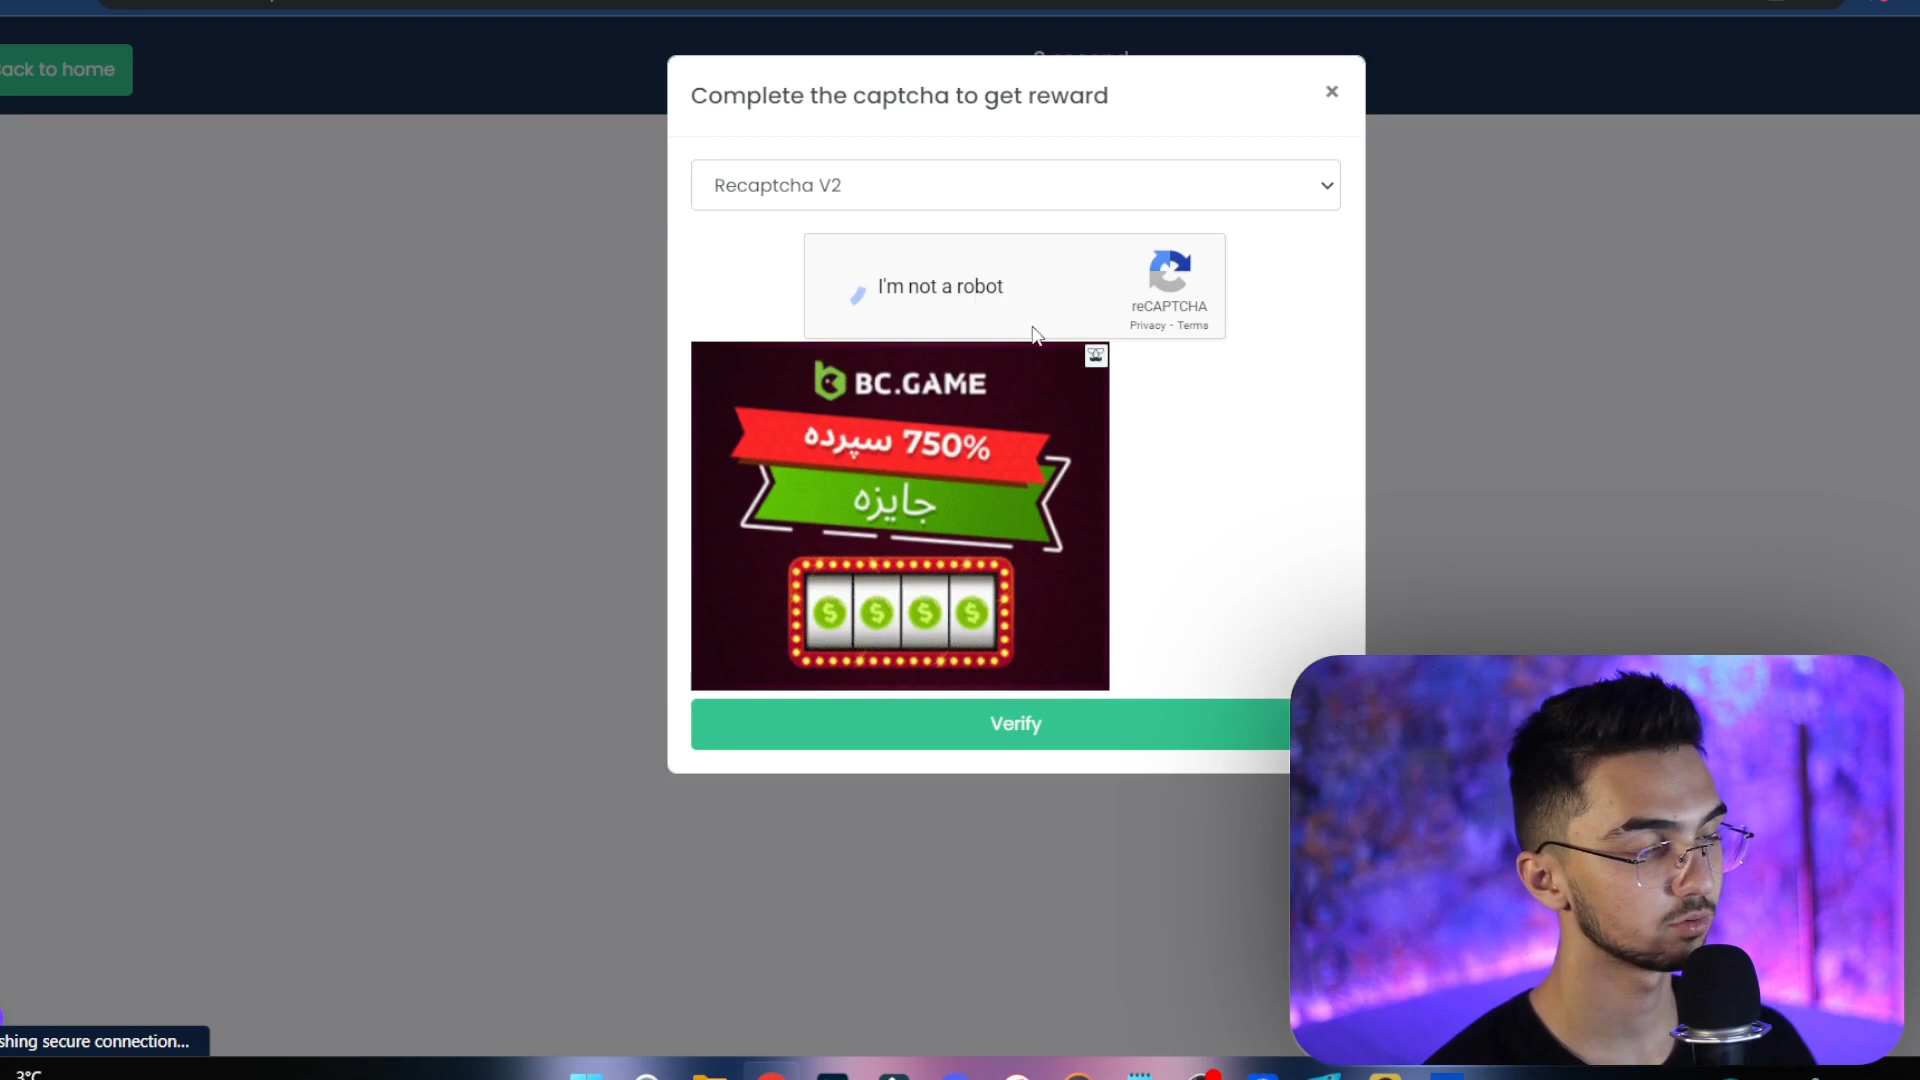 ack to home
Complete the captcha to get reward
×
Recaptcha V2
I'm not a robot
reCAPTCHA
Privacy - Terms
BC.GAME
750% سپرده
جایزه
$ $ $ $
Verify
shing secure connection...
3°C